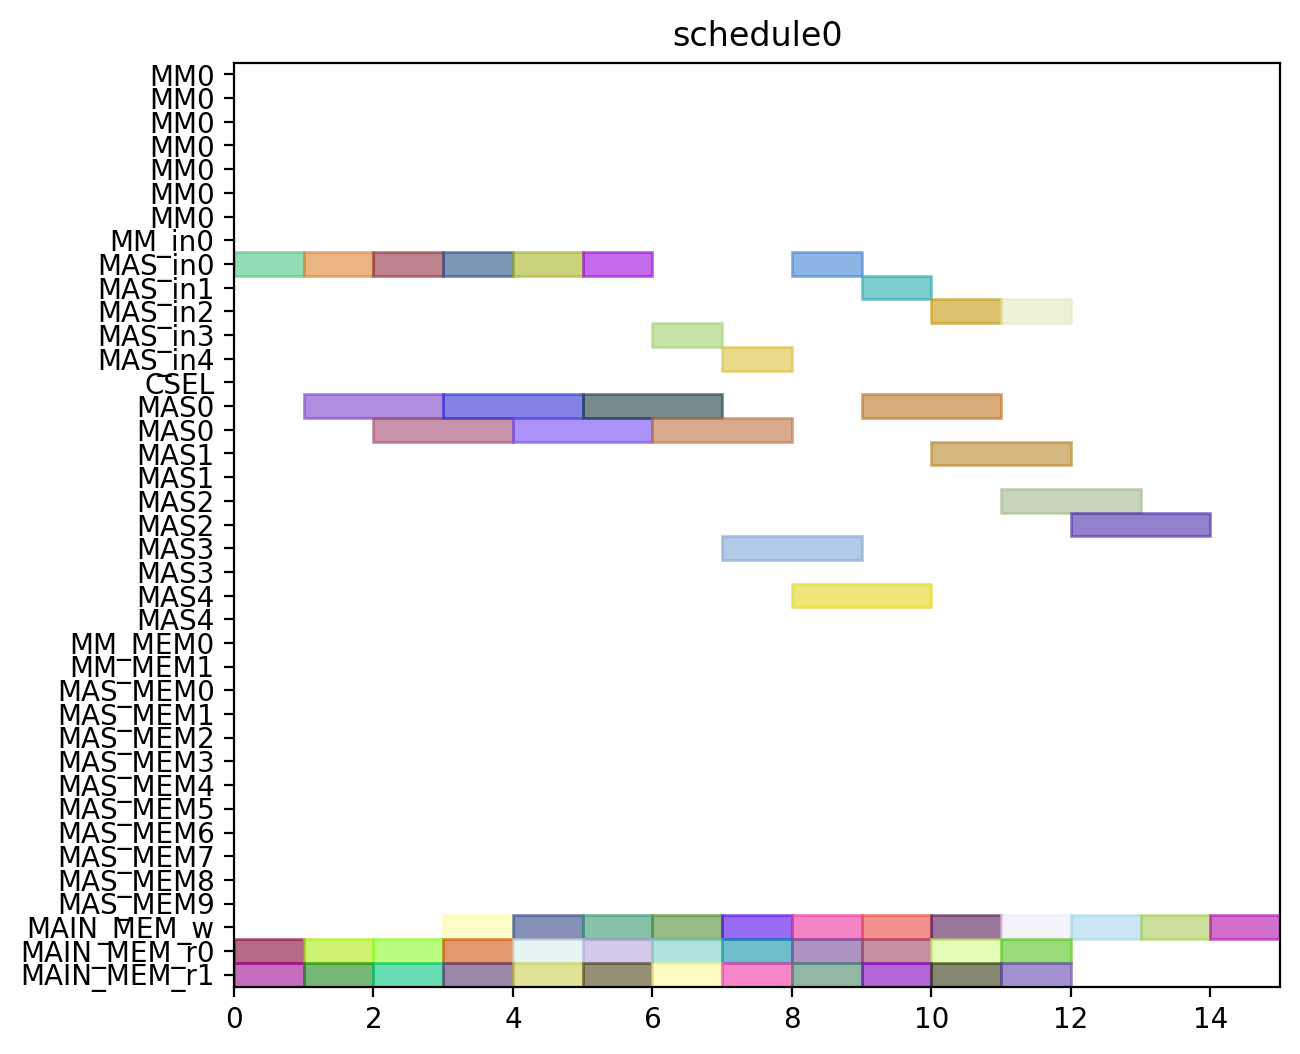 schedule0
MM0
MM0
MM0
MM0
MM0
MM0
MM0
MM_in0
MAS_in0
MAS_in1
MAS_in2
MAS_in3
MAS_in4
CSEL
MAS0
MAS0
MAS1
MAS1
MAS2
MAS2
MAS3
MAS3
MAS4
MAS4
MM_MEM0
MM_MEM1
MAS_MEM0
MAS_MEM1
MAS_MEM2
MAS_MEM3
MAS_MEM4
MAS_MEM5
MAS_MEM6
MAS_MEM7
MAS_MEM8
MAS_MEM9
MAIN_MEM_w
MAIN_MEM_r0
MAIN_MEM_r1
0 2 4 6 8 10 12 14